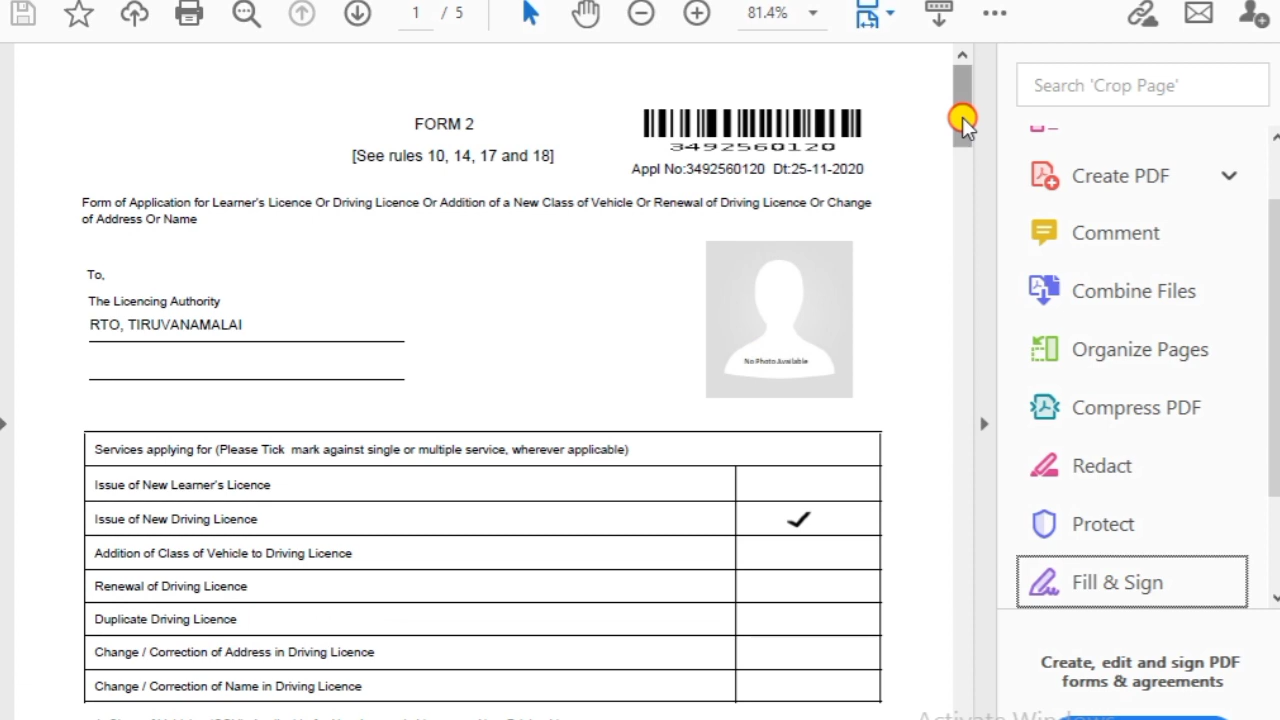 1 / 5
81.4%
Search 'Crop Page'
FORM 2
[See rules 10, 14, 17 and 18]
3492560120
Appl No:3492560120 Dt:25-11-2020
Form of Application for Learner's Licence Or Driving Licence Or Addition of a New Class of Vehicle Or Renewal of Driving Licence Or Change
of Address Or Name
To,
The Licencing Authority
RTO, TIRUVANAMALAI
No Photo Available
Services applying for (Please Tick mark against single or multiple service, wherever applicable)
Issue of New Learner's Licence
Issue of New Driving Licence
Addition of Class of Vehicle to Driving Licence
Renewal of Driving Licence
Duplicate Driving Licence
Change / Correction of Address in Driving Licence
Change / Correction of Name in Driving Licence
Create PDF
Comment
Combine Files
Organize Pages
Compress PDF
Redact
Protect
Fill & Sign
Create, edit and sign PDF
forms & agreements
Activate Windows